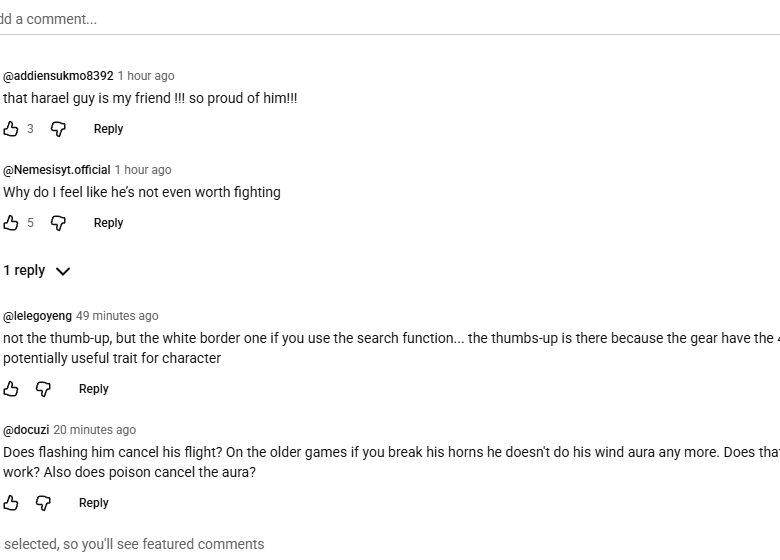 dd a comment...
@addiensukmo8392 1 hour ago
that harael guy is my friend !!! so proud of him!!!
3 Reply
@Nemesisyt.official 1 hour ago
Why do I feel like he’s not even worth fighting
5 Reply
1 reply
@lelegoyeng 49 minutes ago
not the thumb-up, but the white border one if you use the search function... the thumbs-up is there because the gear have the
potentially useful trait for character
Reply
@docuzi 20 minutes ago
Does flashing him cancel his flight? On the older games if you break his horns he doesn't do his wind aura any more. Does tha
work? Also does poison cancel the aura?
Reply
selected, so you'll see featured comments